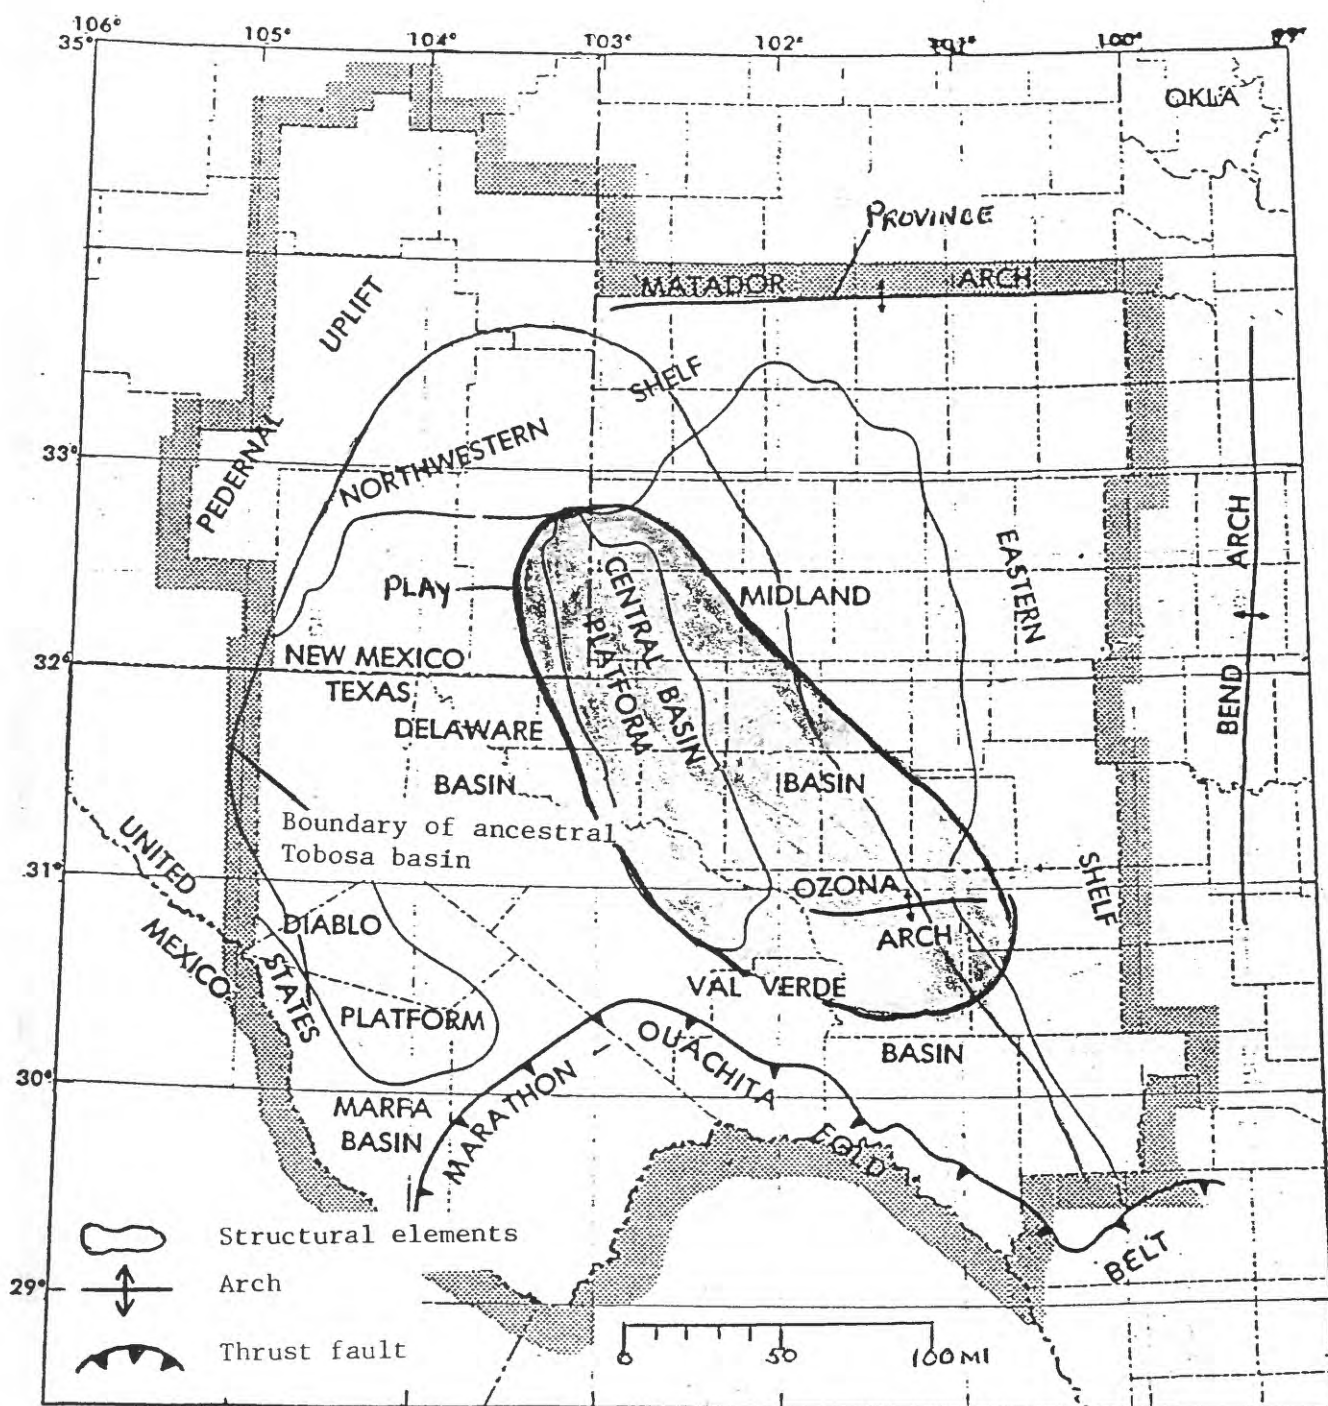 106°
35°
105°
104°
103°
102°
101°
100°
99°
OKLA
PROVINCE
MATADOR ARCH
UPLIFT
SHELF
NORTHWESTERN
33°
PEDERNAL
EASTERN
ARCH
PLAY
CENTRAL BASIN
PLATFORM
MIDLAND
32°
NEW MEXICO
TEXAS
DELAWARE
BASIN
BASIN
BEND
Boundary of ancestral
Tobosa basin
UNITED
31°
OZONA
SHELF
DIABLO
ARCH
MEXICO
STATES
VAL VERDE
PLATFORM
OUACHITA
BASIN
30°
MARATHON
MARFA
BASIN
FOLD
BELT
Structural elements
29°
Arch
Thrust fault
0 50 100 MI